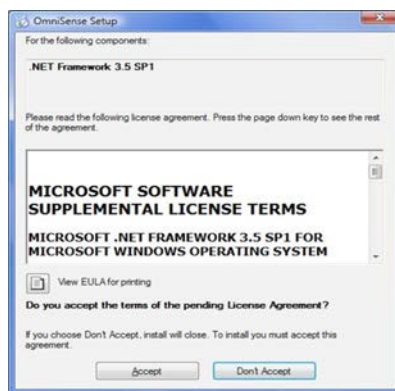 OmniSense Setup
For the following components:
.NET Framework 3.5 SP1
Please read the following license agreement. Press the page down key to see the rest
of the agreement.
MICROSOFT SOFTWARE
SUPPLEMENTAL LICENSE TERMS
MICROSOFT .NET FRAMEWORK 3.5 SP1 FOR
MICROSOFT WINDOWS OPERATING SYSTEM
View EULA for printing
Do you accept the terms of the pending License Agreement?
If you choose Don't Accept, install will close. To install you must accept this
agreement.
Accept
Don't Accept